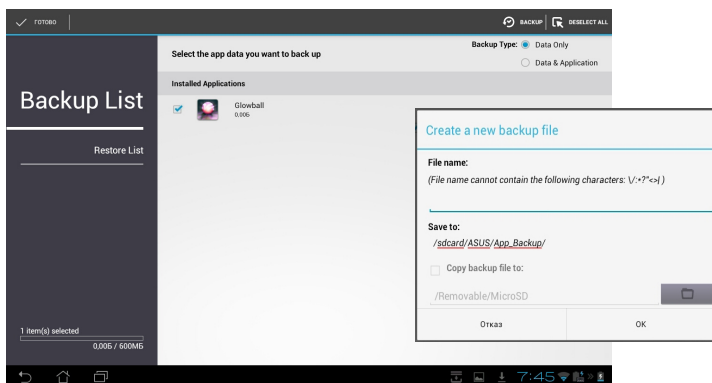 готово
BACKUP
DESELECT ALL
Select the app data you want to back up
Backup Type:
Data Only
Data & Application
Backup List
Installed Applications
Glowball
0,00Б
Restore List
Create a new backup file
File name:
(File name cannot contain the following characters: \/:*?"<>| )
Save to:
/sdcard/ASUS/App_Backup/
Copy backup file to:
/Removable/MicroSD
Отказ
OK
1 item(s) selected
0,00Б / 600МБ
7:45